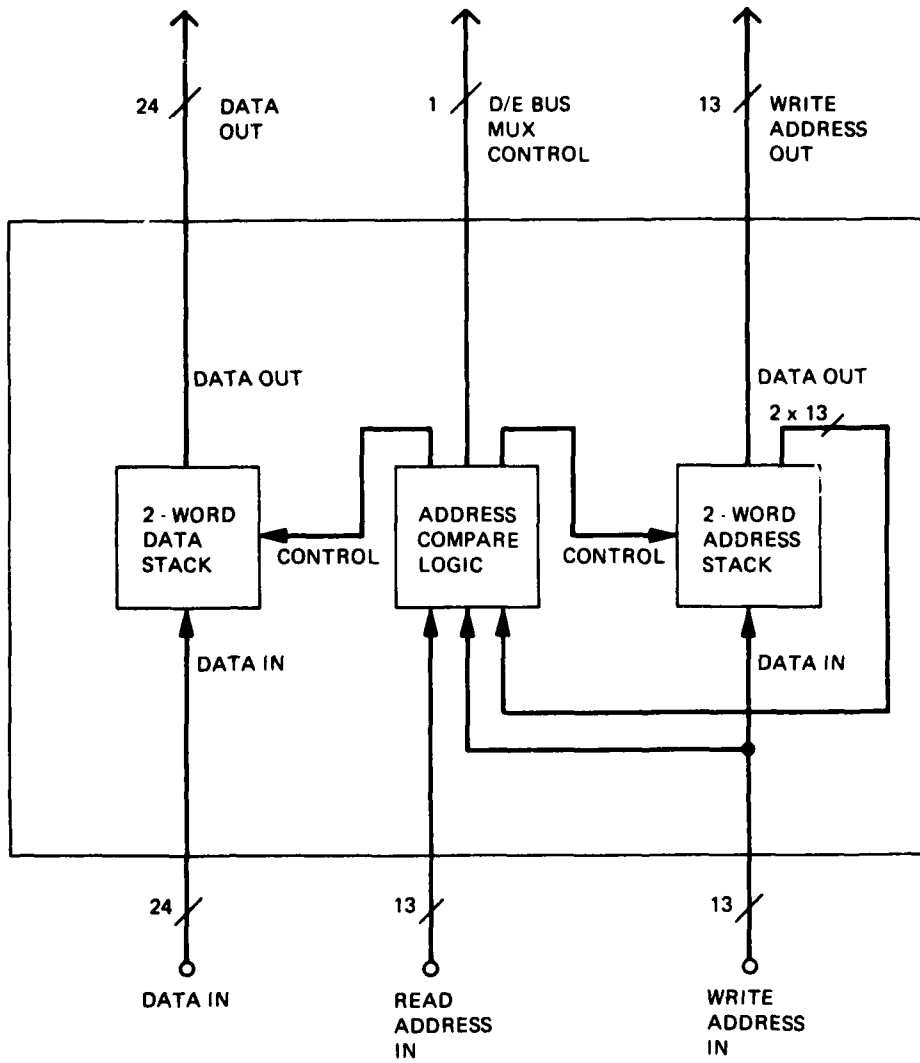 24
DATA
OUT
1
D/E BUS
MUX
CONTROL
13
WRITE
ADDRESS
OUT
DATA OUT
DATA OUT
2 x 13
2 - WORD
DATA
STACK
CONTROL
ADDRESS
COMPARE
LOGIC
CONTROL
2 - WORD
ADDRESS
STACK
DATA IN
DATA IN
24
13
13
DATA IN
READ
ADDRESS
IN
WRITE
ADDRESS
IN